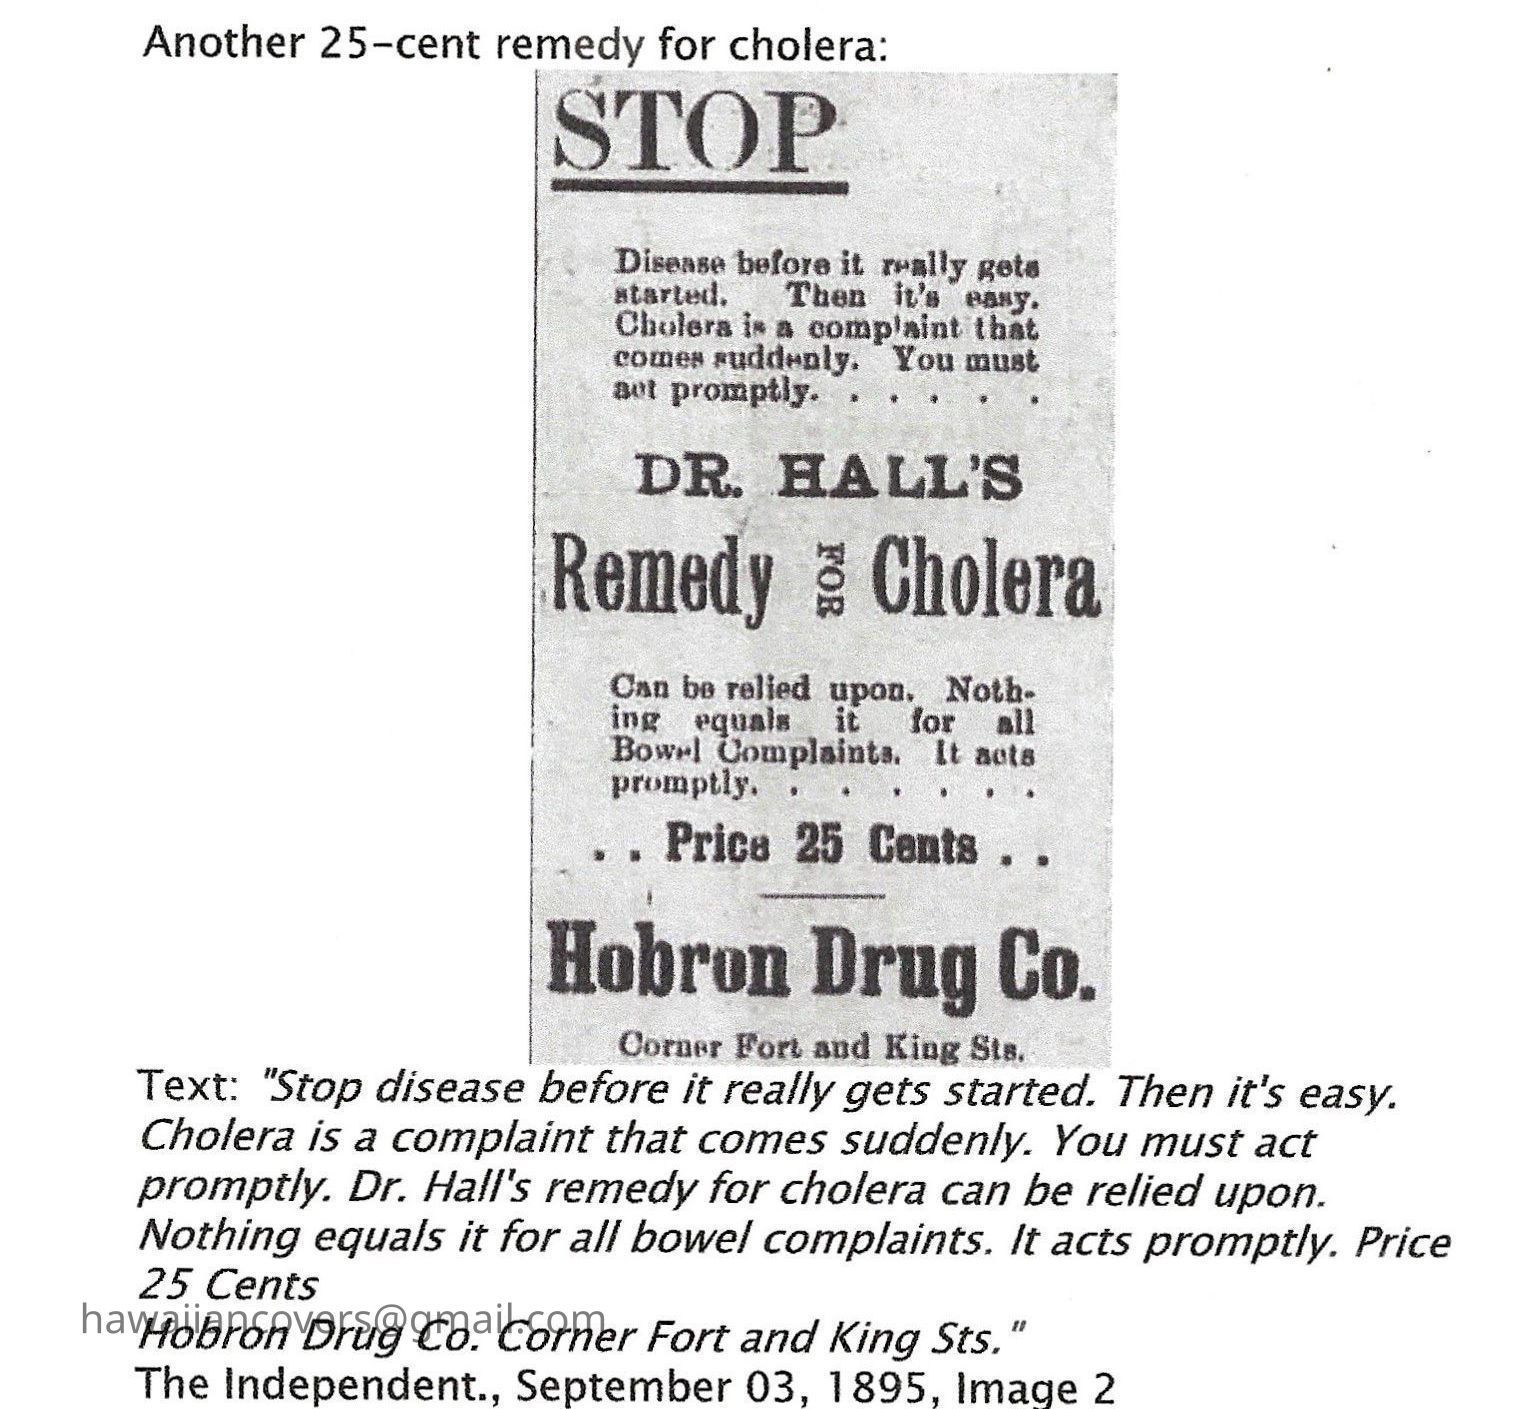 Another 25-cent remedy for cholera:
STOP
Disease before it really gets
started. Then it's easy.
Cholera is a complaint that
comes suddenly. You must
act promptly. . . . . .
DR. HALL'S
Remedy FOR Cholera
Can be relied upon. Noth-
ing equals it for all
Bowel Complaints. It acts
promptly. . . . . . .
. . Price 25 Cents . .
Hobron Drug Co.
Corner Fort and King Sts.
Text: "Stop disease before it really gets started. Then it's easy.
Cholera is a complaint that comes suddenly. You must act
promptly. Dr. Hall's remedy for cholera can be relied upon.
Nothing equals it for all bowel complaints. It acts promptly. Price
25 Cents
hawaiiancovers@gmail.com
Hobron Drug Co. Corner Fort and King Sts."
The Independent., September 03, 1895, Image 2